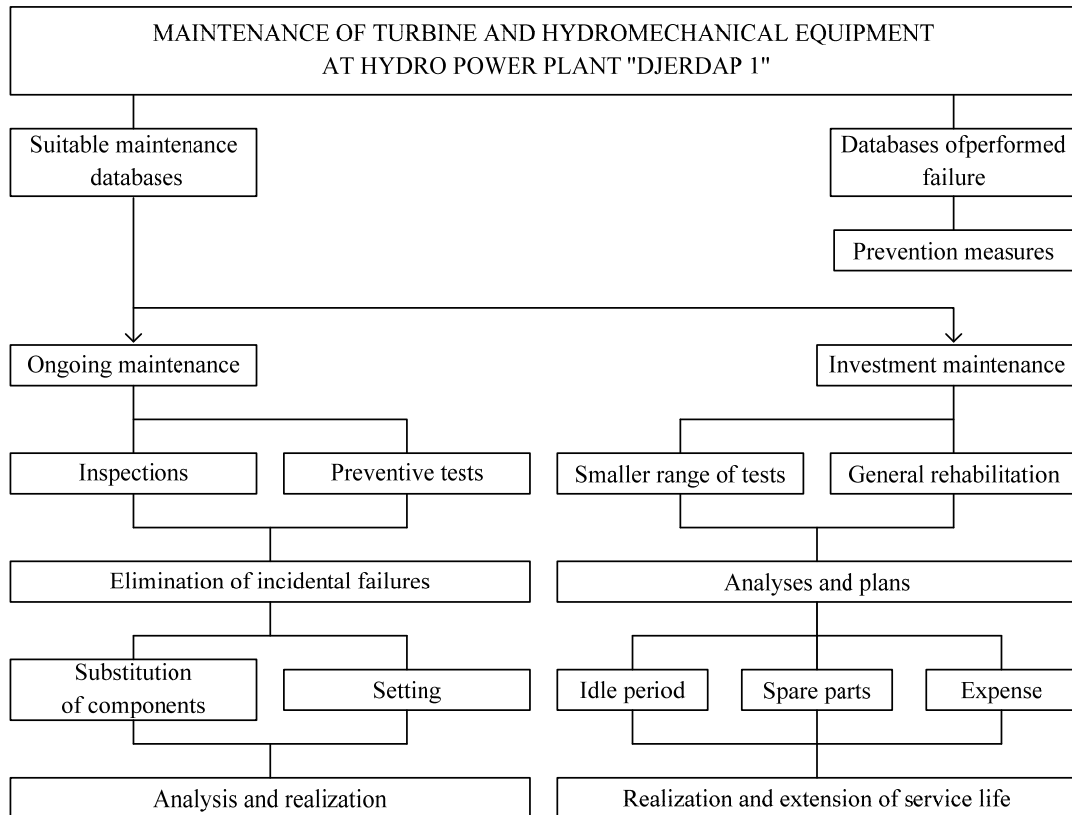 MAINTENANCE OF TURBINE AND HYDROMECHANICAL EQUIPMENT
AT HYDRO POWER PLANT "DJERDAP 1"
Suitable maintenance
databases
Databases ofperformed
failure
Prevention measures
Ongoing maintenance
Investment maintenance
Inspections
Preventive tests
Smaller range of tests
General rehabilitation
Elimination of incidental failures
Analyses and plans
Substitution
of components
Setting
Idle period
Spare parts
Expense
Analysis and realization
Realization and extension of service life